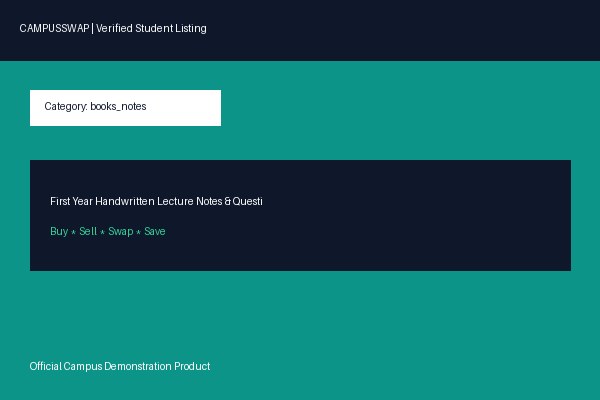 CAMPUSSWAP | Verified Student Listing
Category: books_notes
First Year Handwritten Lecture Notes & Questi
Buy * Sell * Swap * Save
Official Campus Demonstration Product